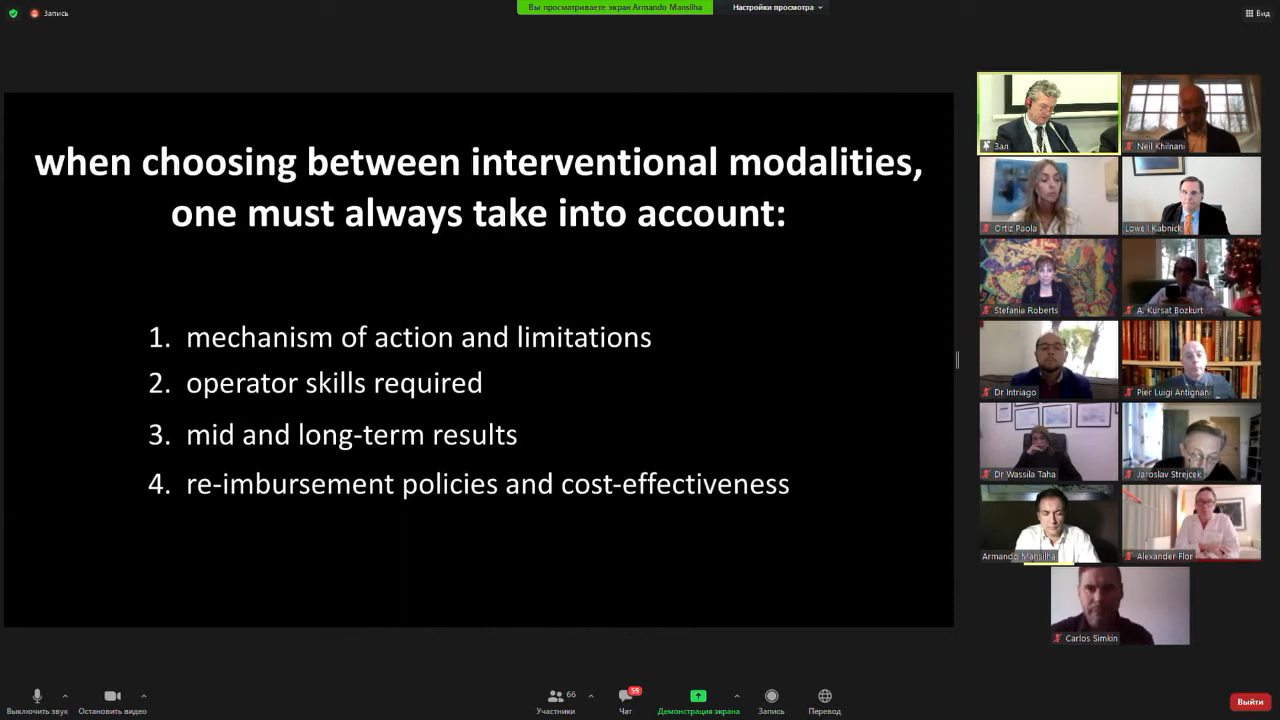 Запись
Вы просматриваете экран Armando Mansilha
Настройки просмотра
Вид
when choosing between interventional modalities,
one must always take into account:
1. mechanism of action and limitations
2. operator skills required
3. mid and long-term results
4. re-imbursement policies and cost-effectiveness
Зал
Neil Khilnani
Ortiz Paola
Lowell Kabnick
Stefania Roberts
A. Kursat Bozkurt
Dr Intriago
Pier Luigi Antignani
Dr Wassila Taha
Jaroslav Strejcek
Armando Mansilha
Alexander Flor
Carlos Simkin
Выключить звук
Остановить видео
66
Участники
59
Чат
Демонстрация экрана
Запись
Перевод
Выйти